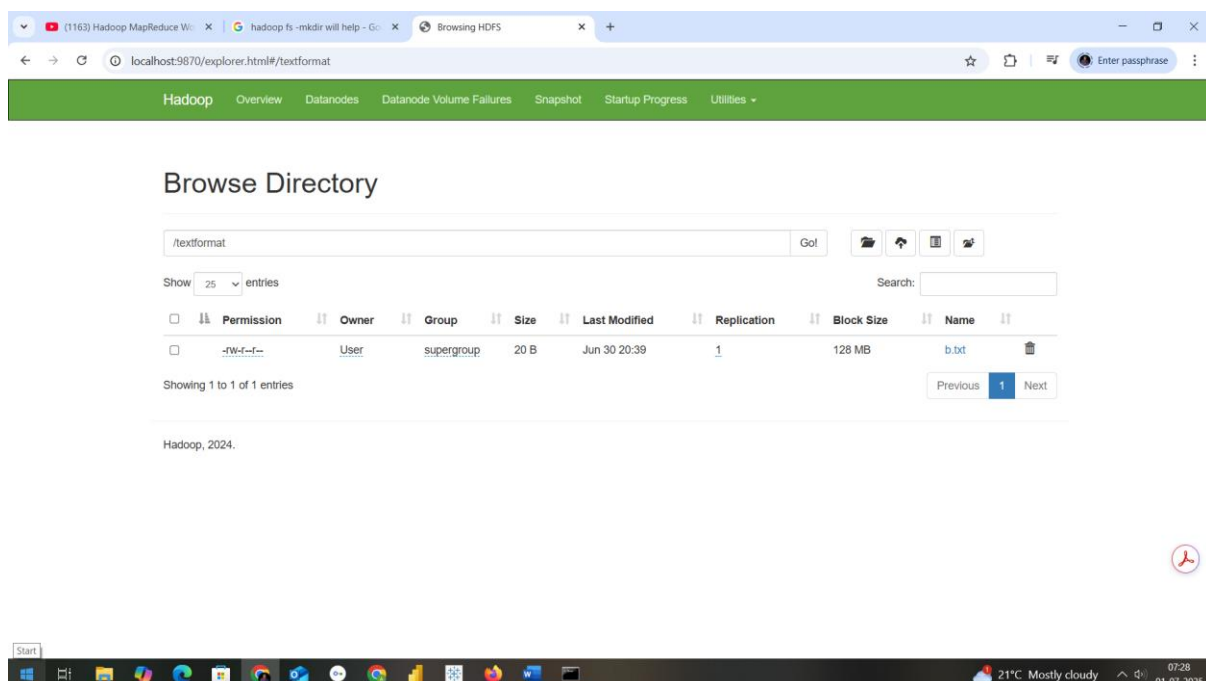 (1163) Hadoop MapReduce Wo
hadoop fs -mkdir will help - Go
Browsing HDFS
localhost:9870/explorer.html#/textformat
Enter passphrase
Hadoop Overview Datanodes Datanode Volume Failures Snapshot Startup Progress Utilities
Browse Directory
/textformat Go!
Show 25 entries Search:
Permission Owner Group Size Last Modified Replication Block Size Name
-rw-r--r-- User supergroup 20 B Jun 30 20:39 1 128 MB b.txt
Showing 1 to 1 of 1 entries Previous 1 Next
Hadoop, 2024.
Start
21°C Mostly cloudy
07:28